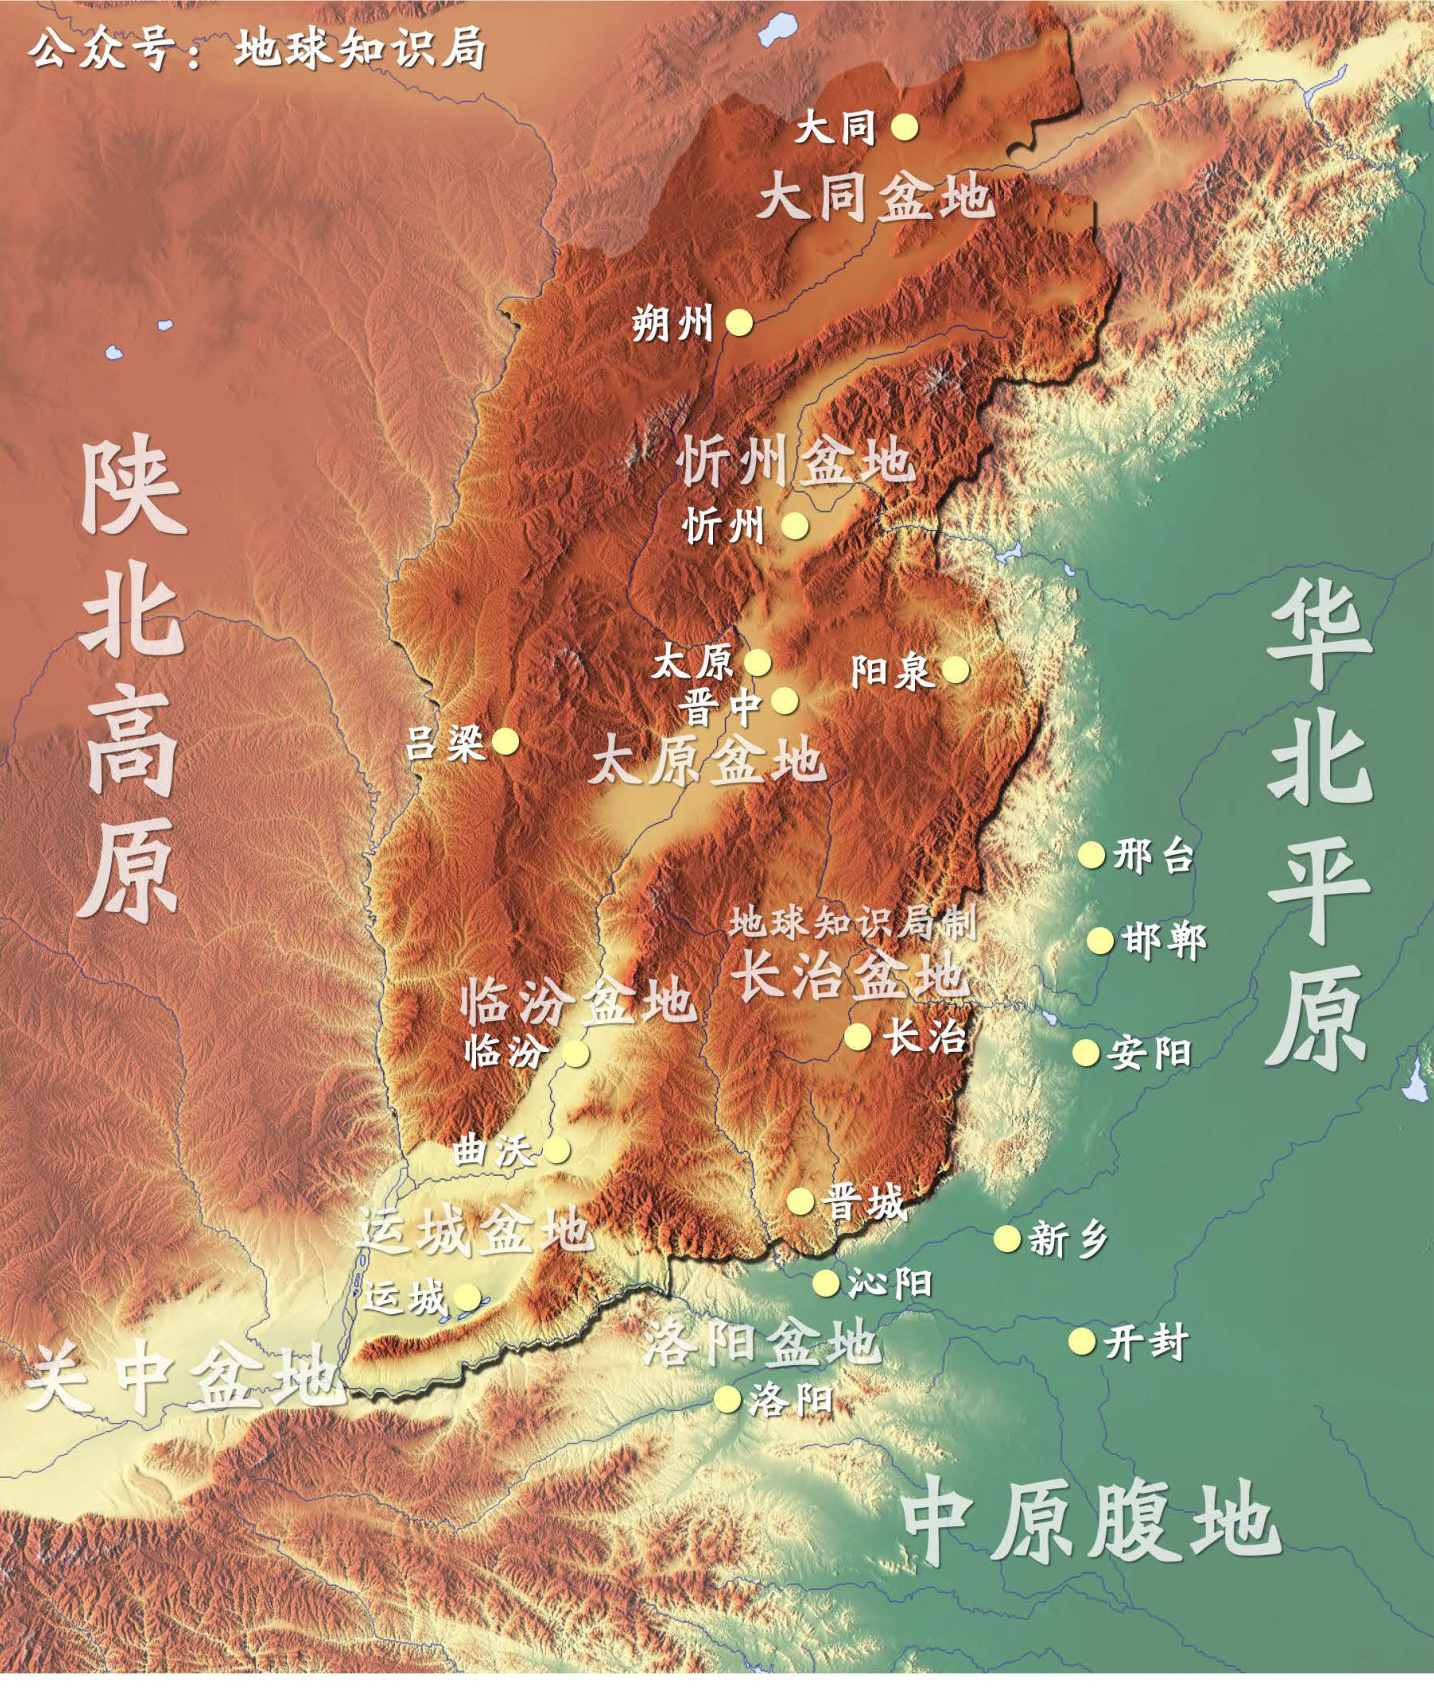 公众号：地球知识局
大同
大同盆地
朔州
陕北高原
忻州盆地
忻州
华北平原
太原
阳泉
晋中
吕梁
太原盆地
邢台
地球知识局制
邯郸
长治盆地
临汾盆地
长治
临汾
安阳
曲沃
晋城
运城盆地
新乡
运城
沁阳
洛阳盆地
开封
关中盆地
洛阳
中原腹地